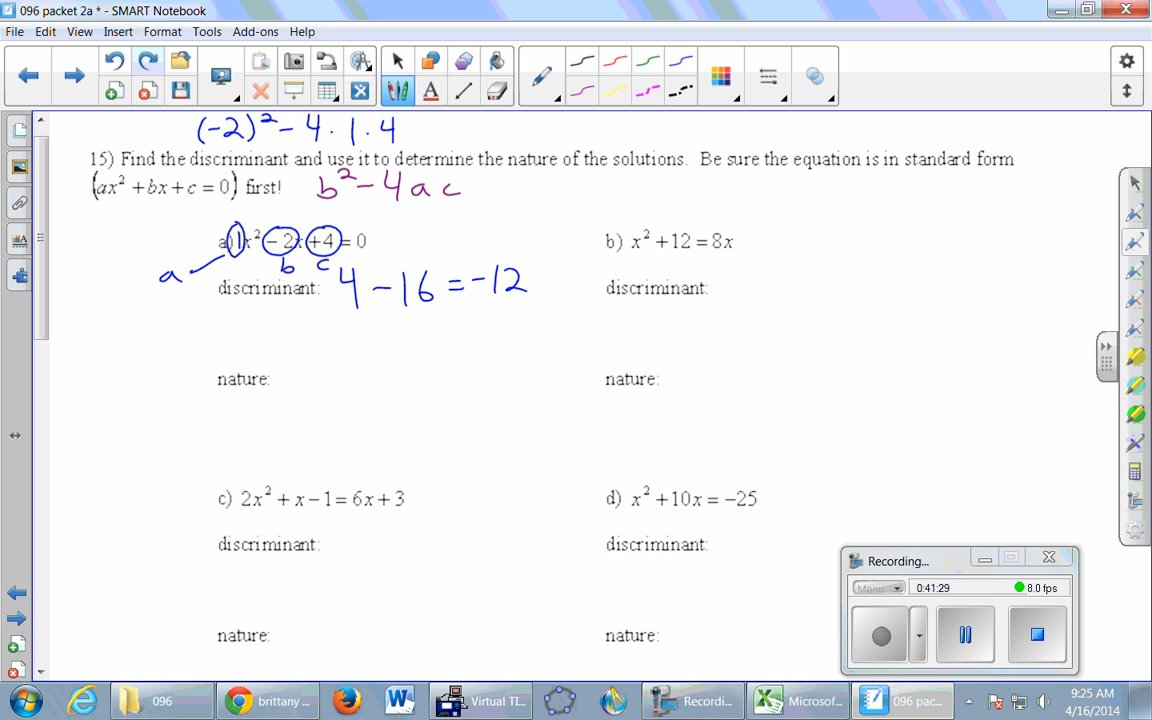 096 packet 2a * - SMART Notebook
File Edit View Insert Format Tools Add-ons Help
(-2)² - 4 · 1 · 4
15) Find the discriminant and use it to determine the nature of the solutions. Be sure the equation is in standard form
(ax² + bx + c = 0) first! b² - 4ac
a) 1x² - 2x + 4 = 0
b) x² + 12 = 8x
a b c
discriminant: 4 - 16 = -12
discriminant:
nature:
nature:
c) 2x² + x - 1 = 6x + 3
d) x² + 10x = -25
discriminant:
discriminant:
nature:
nature:
Recording...
Menu 0:41:29 8.0 fps
096 brittany ... Virtual TI... Recordi... Microsof... 096 pac... 9:25 AM
4/16/2014